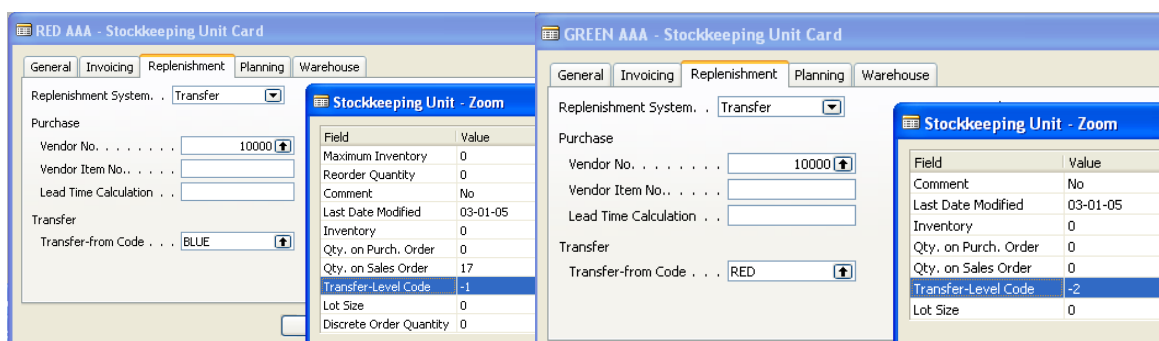 RED AAA - Stockkeeping Unit Card
General Invoicing Replenishment Planning Warehouse
Replenishment System. . Transfer
Purchase
Vendor No. . . . . . . . 10000
Vendor Item No.. . . . .
Lead Time Calculation . .
Transfer
Transfer-from Code . . . BLUE
Stockkeeping Unit - Zoom
Field Value
Maximum Inventory 0
Reorder Quantity 0
Comment No
Last Date Modified 03-01-05
Inventory 0
Qty. on Purch. Order 0
Qty. on Sales Order 17
Transfer-Level Code -1
Lot Size 0
Discrete Order Quantity 0
GREEN AAA - Stockkeeping Unit Card
General Invoicing Replenishment Planning Warehouse
Replenishment System. . Transfer
Purchase
Vendor No. . . . . . . . 10000
Vendor Item No.. . . . .
Lead Time Calculation . .
Transfer
Transfer-from Code . . . RED
Stockkeeping Unit - Zoom
Field Value
Comment No
Last Date Modified 03-01-05
Inventory 0
Qty. on Purch. Order 0
Qty. on Sales Order 0
Transfer-Level Code -2
Lot Size 0